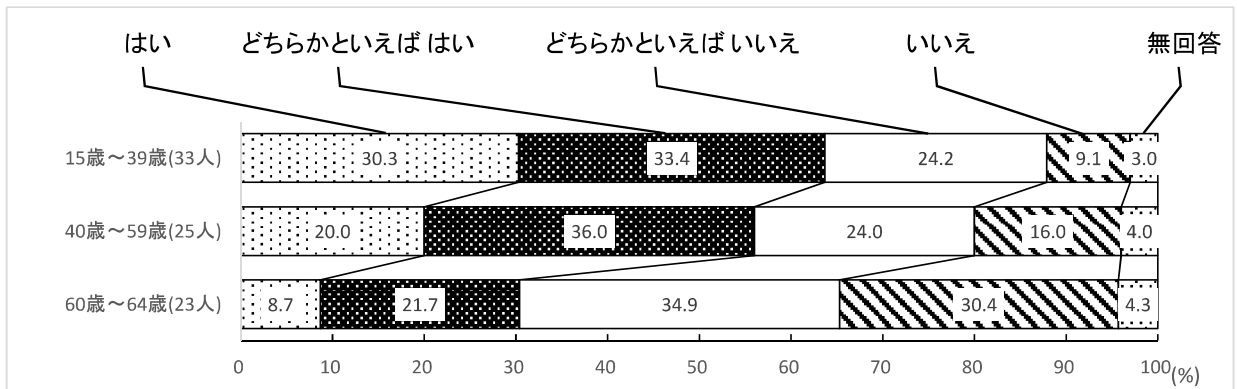 はい どちらかといえば はい どちらかといえば いいえ いいえ 無回答
15歳～39歳(33人) 30.3 33.4 24.2 9.1 3.0
40歳～59歳(25人) 20.0 36.0 24.0 16.0 4.0
60歳～64歳(23人) 8.7 21.7 34.9 30.4 4.3
0 10 20 30 40 50 60 70 80 90 100 (%)